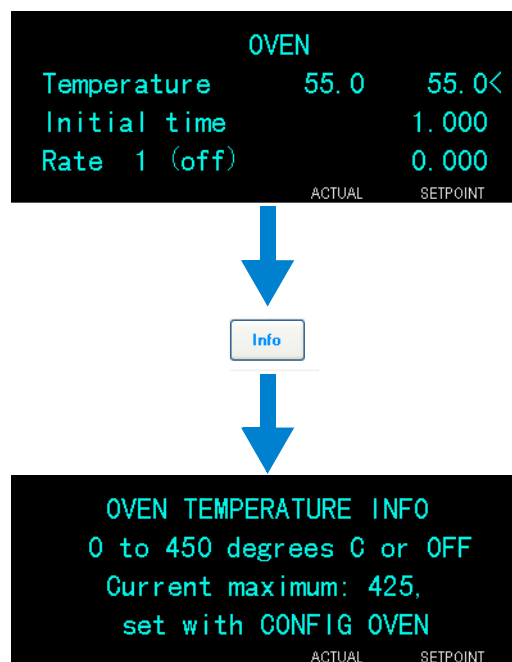 OVEN
Temperature 55.0 55.0<
Initial time 1.000
Rate 1 (off) 0.000
ACTUAL SETPOINT
Info
OVEN TEMPERATURE INFO
0 to 450 degrees C or OFF
Current maximum: 425,
set with CONFIG OVEN
ACTUAL SETPOINT